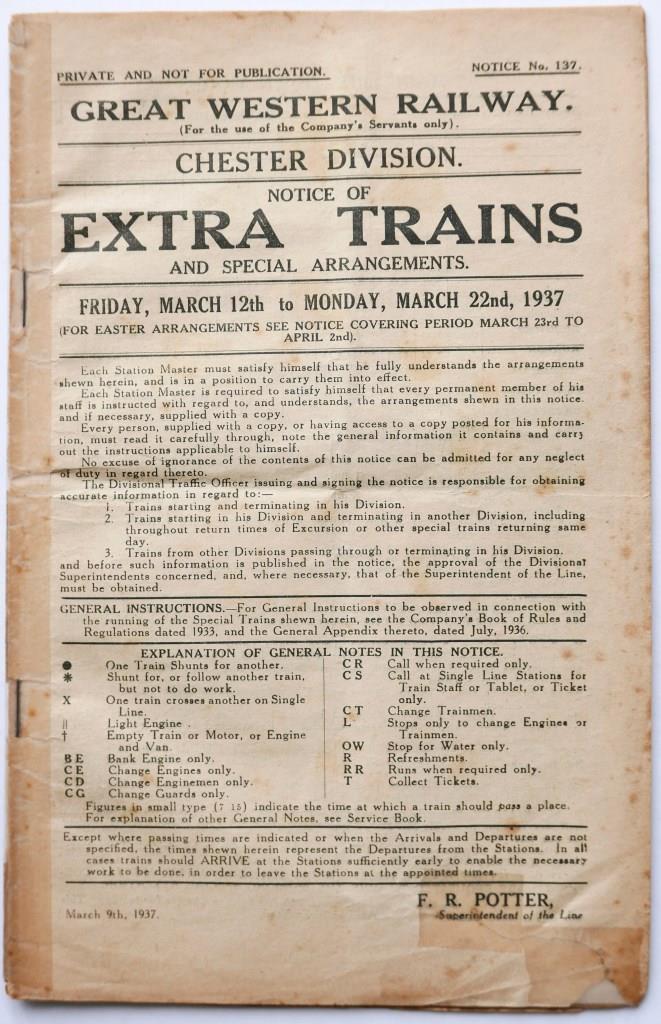 PRIVATE AND NOT FOR PUBLICATION.
NOTICE No. 137.
GREAT WESTERN RAILWAY.
(For the use of the Company's Servants only).
CHESTER DIVISION.
NOTICE OF
EXTRA TRAINS
AND SPECIAL ARRANGEMENTS.
FRIDAY, MARCH 12th to MONDAY, MARCH 22nd, 1937
(FOR EASTER ARRANGEMENTS SEE NOTICE COVERING PERIOD MARCH 23rd TO
APRIL 2nd).
Each Station Master must satisfy himself that he fully understands the arrangements
shewn herein, and is in a position to carry them into effect.
Each Station Master is required to satisfy himself that every permanent member of his
staff is instructed with regard to, and understands, the arrangements shewn in this notice.
and if necessary, supplied with a copy.
Every person, supplied with a copy, or having access to a copy posted for his informa-
tion, must read it carefully through, note the general information it contains and carry
out the instructions applicable to himself.
No excuse of ignorance of the contents of this notice can be admitted for any neglect
of duty in regard thereto.
The Divisional Traffic Officer issuing and signing the notice is responsible for obtaining
accurate information in regard to:—
1. Trains starting and terminating in his Division.
2. Trains starting in his Division and terminating in another Division, including
throughout return times of Excursion or other special trains returning same
day.
3. Trains from other Divisions passing through or terminating in his Division.
and before such information is published in the notice, the approval of the Divisional
Superintendents concerned, and, where necessary, that of the Superintendent of the Line,
must be obtained.
GENERAL INSTRUCTIONS.—For General Instructions to be observed in connection with
the running of the Special Trains shewn herein, see the Company's Book of Rules and
Regulations dated 1933, and the General Appendix thereto, dated July, 1936.
EXPLANATION OF GENERAL NOTES IN THIS NOTICE.
● One Train Shunts for another.
✱ Shunt for, or follow another train,
but not to do work.
X One train crosses another on Single
Line.
|| Light Engine .
† Empty Train or Motor, or Engine
and Van.
B E Bank Engine only.
C E Change Engines only.
C D Change Enginemen only.
C G Change Guards only.
C R Call when required only.
C S Call at Single Line Stations for
Train Staff or Tablet, or Ticket
only.
C T Change Trainmen.
L Stops only to change Engines or
Trainmen.
OW Stop for Water only.
R Refreshments.
R R Runs when required only.
T Collect Tickets.
Figures in small type (7 15) indicate the time at which a train should pass a place.
For explanation of other General Notes, see Service Book.
Except where passing times are indicated or when the Arrivals and Departures are not
specified, the times shewn herein represent the Departures from the Stations. In all
cases trains should ARRIVE at the Stations sufficiently early to enable the necessary
work to be done, in order to leave the Stations at the appointed times.
F. R. POTTER,
Superintendent of the Line
March 9th, 1937.